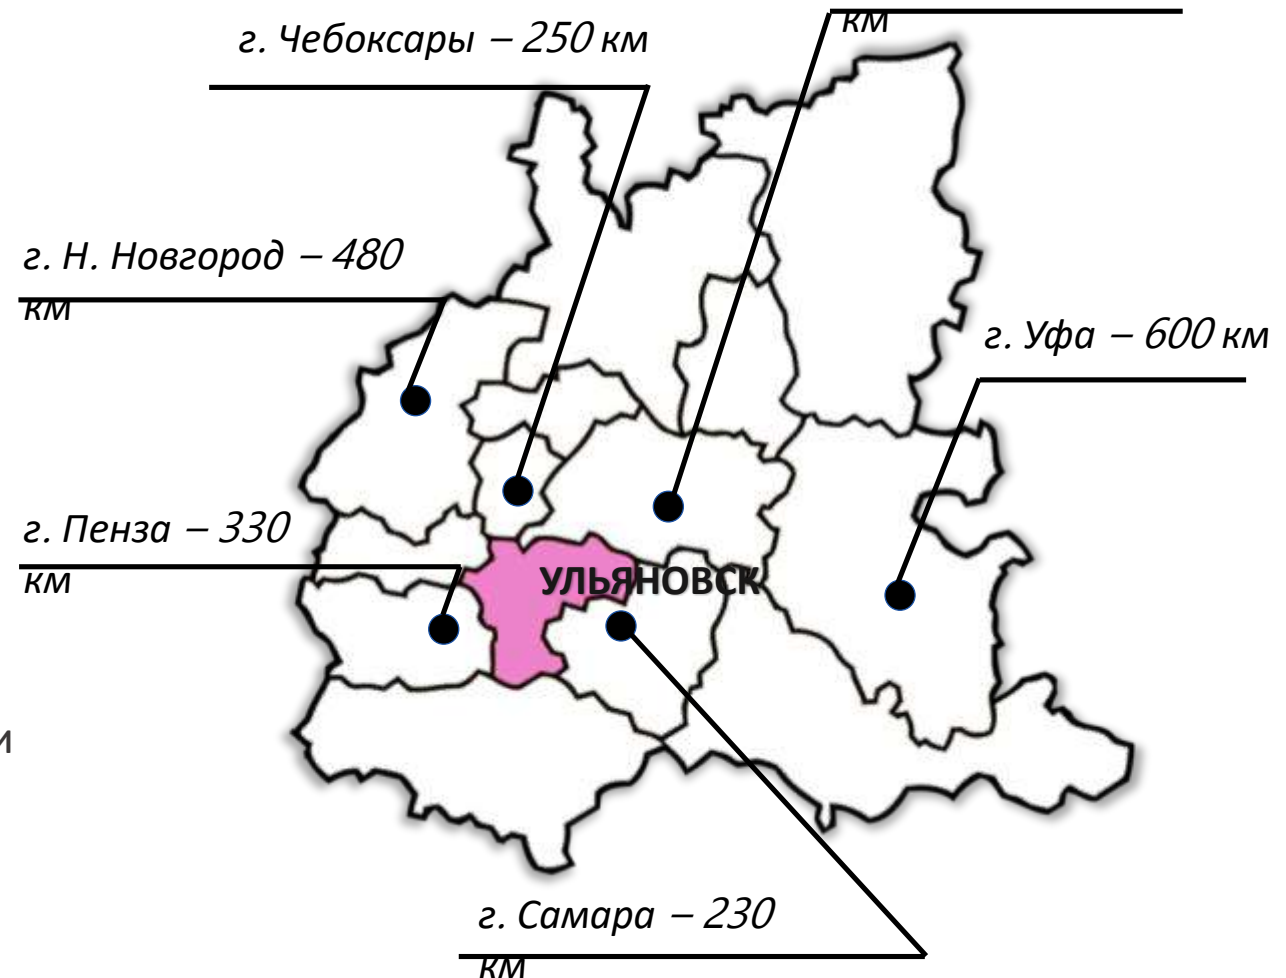 км
г. Чебоксары – 250 км
г. Н. Новгород – 480
км
г. Уфа – 600 км
г. Пенза – 330
км
УЛЬЯНОВСК
и
г. Самара – 230
км